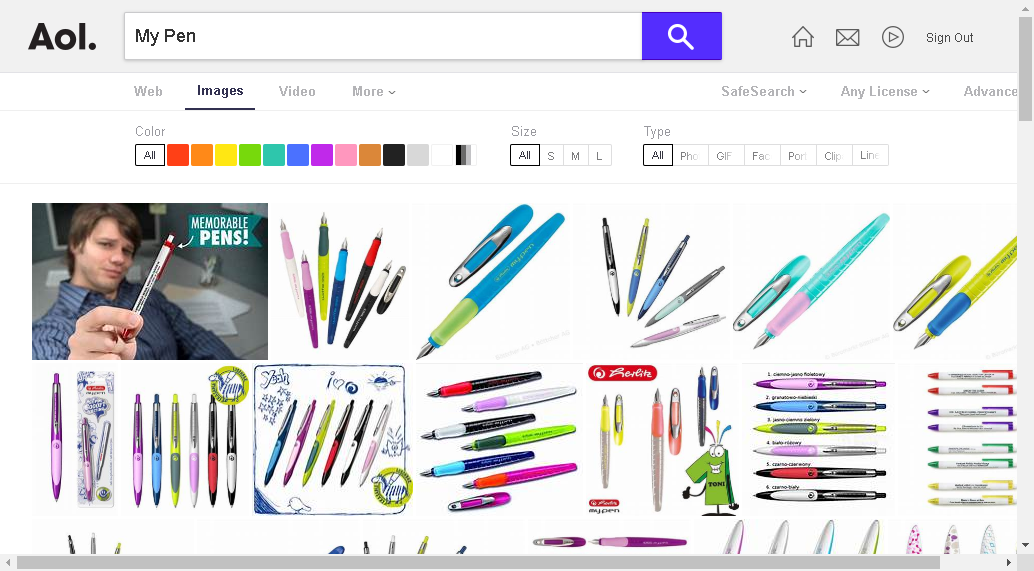 Aol.
My Pen
Sign Out
Web
Images
Video
More
SafeSearch
Any License
Advance
Color
Size
Type
All
All
S
M
L
All
Pho
GIF
Fac
Por
Clip
Line
MEMORABLE
PENS!
Yeah
i ♡
Herlitz
my.pen
TONI
1. ciemno-jasno fioletowy
2. granatowo-niebieski
3. jasno-ciemno zielony
4. biało-różowy
5. czarno-czerwony
6. czarno-biały